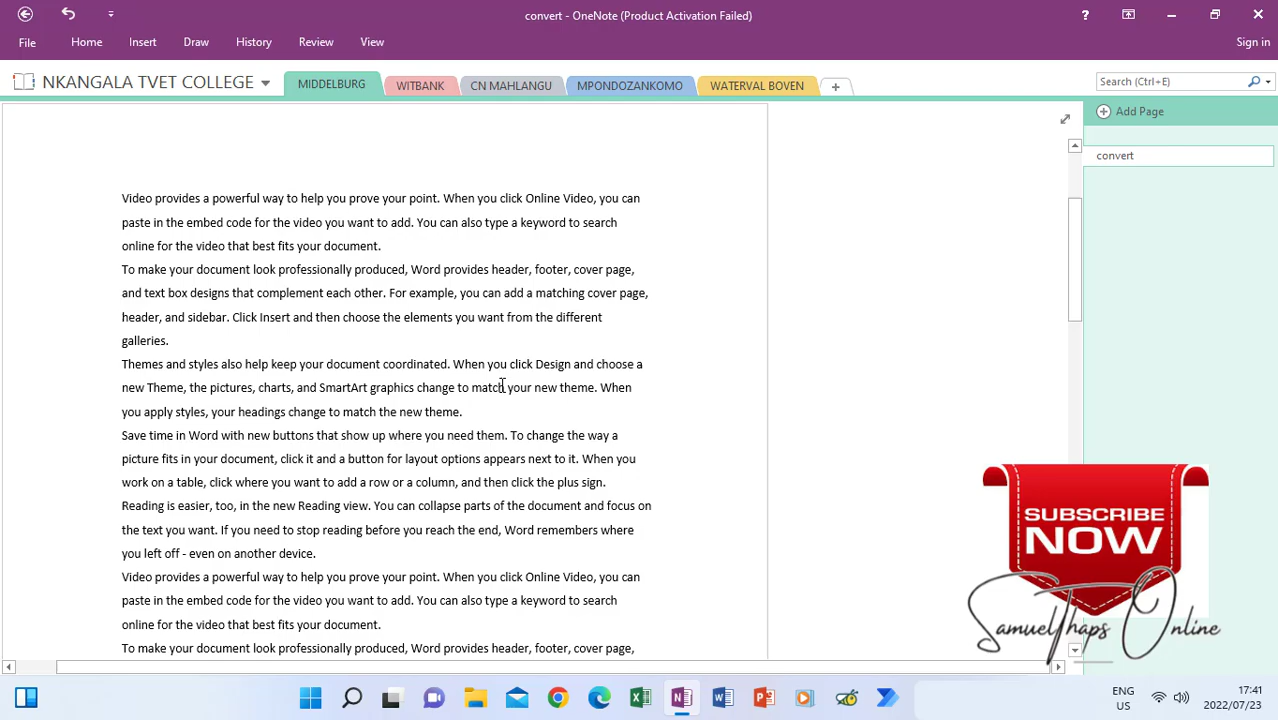 convert - OneNote (Product Activation Failed)
?
File Home Insert Draw History Review View
Sign in
NKANGALA TVET COLLEGE
MIDDELBURG WITBANK CN MAHLANGU MPONDOZANKOMO WATERVAL BOVEN +
Search (Ctrl+E)
Add Page
convert
Video provides a powerful way to help you prove your point. When you click Online Video, you can
paste in the embed code for the video you want to add. You can also type a keyword to search
online for the video that best fits your document.
To make your document look professionally produced, Word provides header, footer, cover page,
and text box designs that complement each other. For example, you can add a matching cover page,
header, and sidebar. Click Insert and then choose the elements you want from the different
galleries.
Themes and styles also help keep your document coordinated. When you click Design and choose a
new Theme, the pictures, charts, and SmartArt graphics change to match your new theme. When
you apply styles, your headings change to match the new theme.
Save time in Word with new buttons that show up where you need them. To change the way a
picture fits in your document, click it and a button for layout options appears next to it. When you
work on a table, click where you want to add a row or a column, and then click the plus sign.
Reading is easier, too, in the new Reading view. You can collapse parts of the document and focus on
the text you want. If you need to stop reading before you reach the end, Word remembers where
you left off - even on another device.
Video provides a powerful way to help you prove your point. When you click Online Video, you can
paste in the embed code for the video you want to add. You can also type a keyword to search
online for the video that best fits your document.
To make your document look professionally produced, Word provides header, footer, cover page,
SUBSCRIBE
NOW
SamuelThaps Online
ENG
US
17:41
2022/07/23